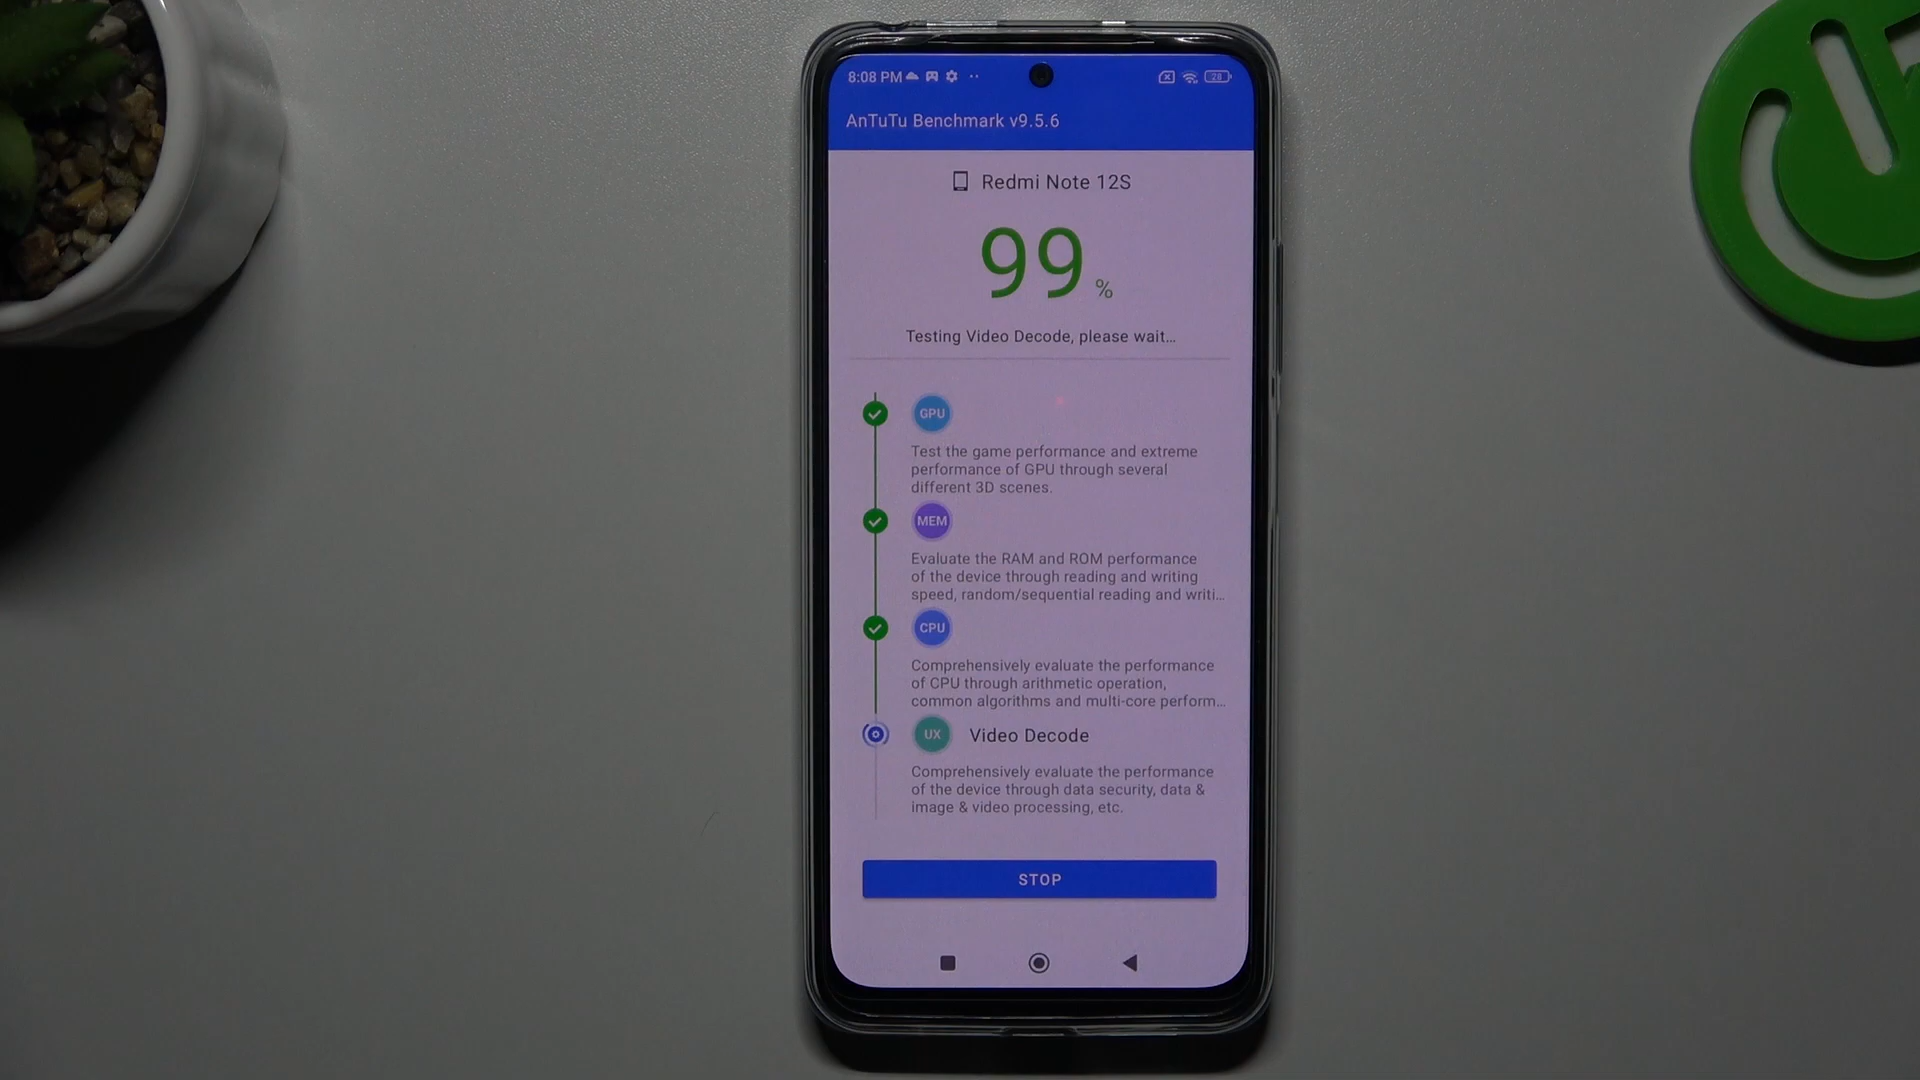 8:08 PM
28
AnTuTu Benchmark v9.5.6
Redmi Note 12S
99 %
Testing Video Decode, please wait...
GPU
Test the game performance and extreme
performance of GPU through several
different 3D scenes.
MEM
Evaluate the RAM and ROM performance
of the device through reading and writing
speed, random/sequential reading and writi...
CPU
Comprehensively evaluate the performance
of CPU through arithmetic operation,
common algorithms and multi-core perform...
UX Video Decode
Comprehensively evaluate the performance
of the device through data security, data &
image & video processing, etc.
STOP